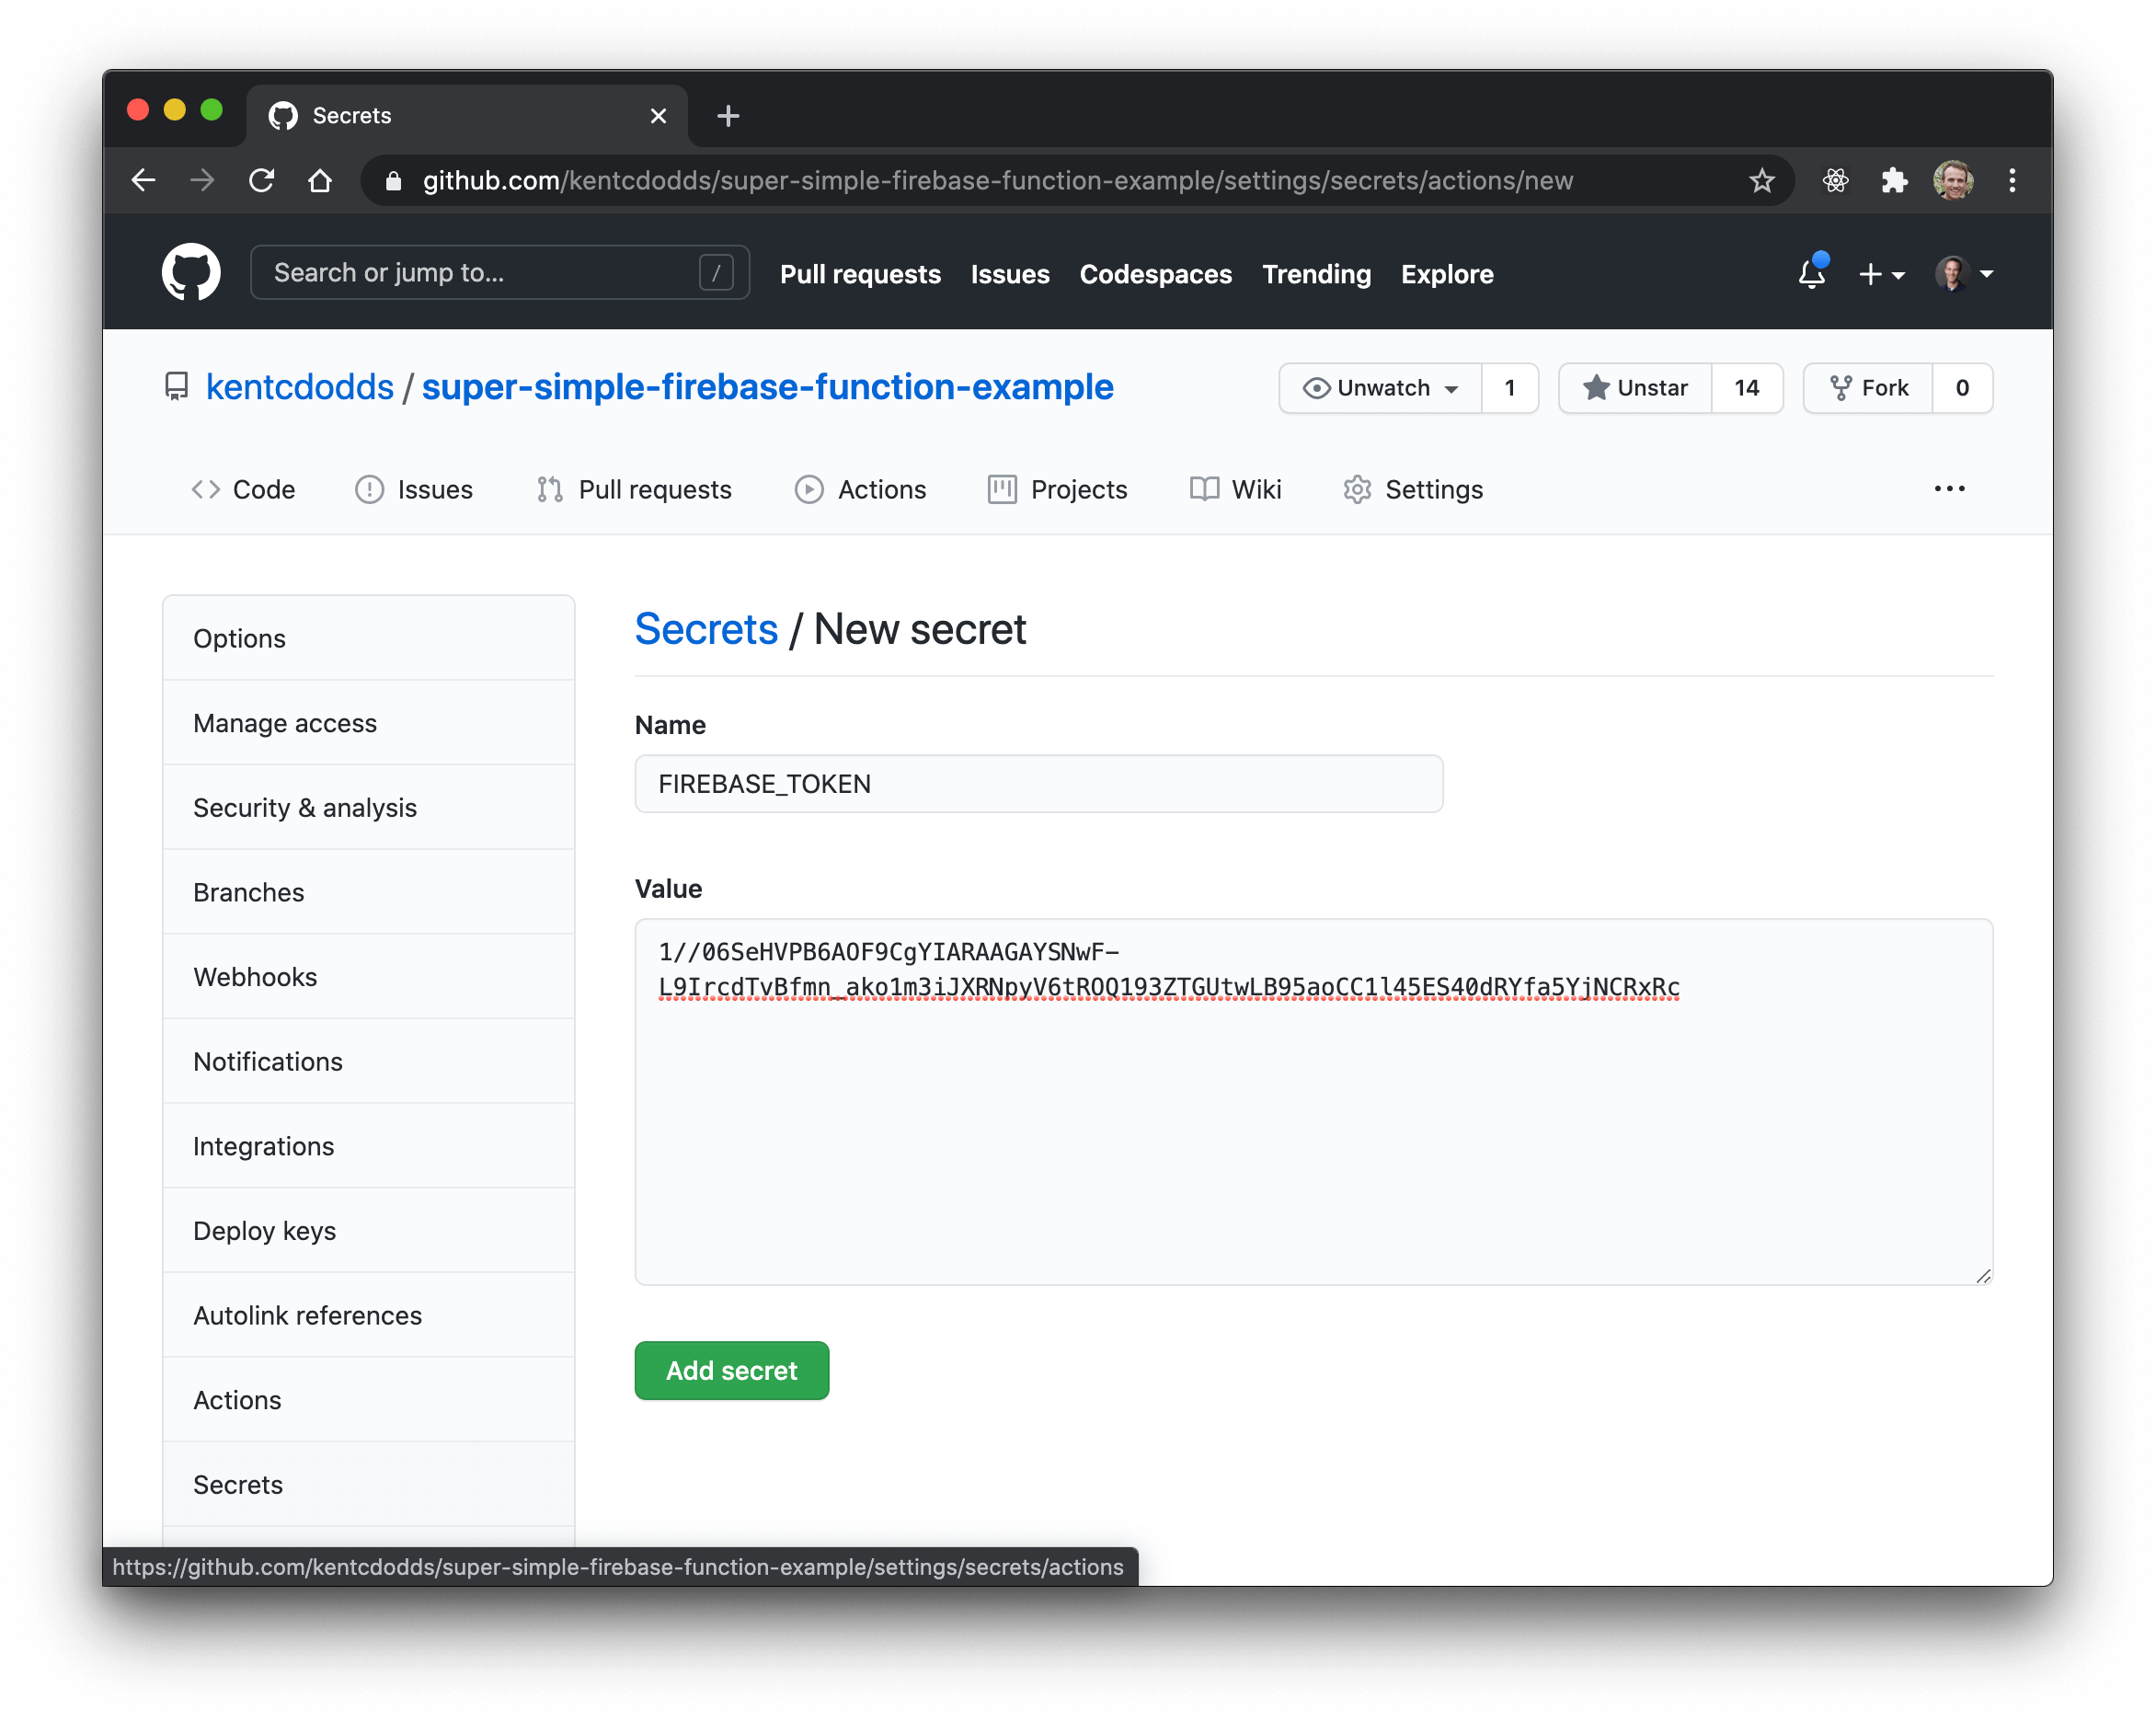 Secrets
github.com/kentcdodds/super-simple-firebase-function-example/settings/secrets/actions/new
Search or jump to... / Pull requests Issues Codespaces Trending Explore
kentcdodds / super-simple-firebase-function-example Unwatch 1 Unstar 14 Fork 0
Code Issues Pull requests Actions Projects Wiki Settings
Options
Manage access
Security & analysis
Branches
Webhooks
Notifications
Integrations
Deploy keys
Autolink references
Actions
Secrets
Secrets / New secret
Name
FIREBASE_TOKEN
Value
1//06SeHVPB6AOF9CgYIARAAGAYSNwF-
L9IrcdTvBfmn_ako1m3iJXRNpyV6tROQ193ZTGUtwLB95aoCC1l45ES40dRYfa5YjNCRxRc
Add secret
https://github.com/kentcdodds/super-simple-firebase-function-example/settings/secrets/actions